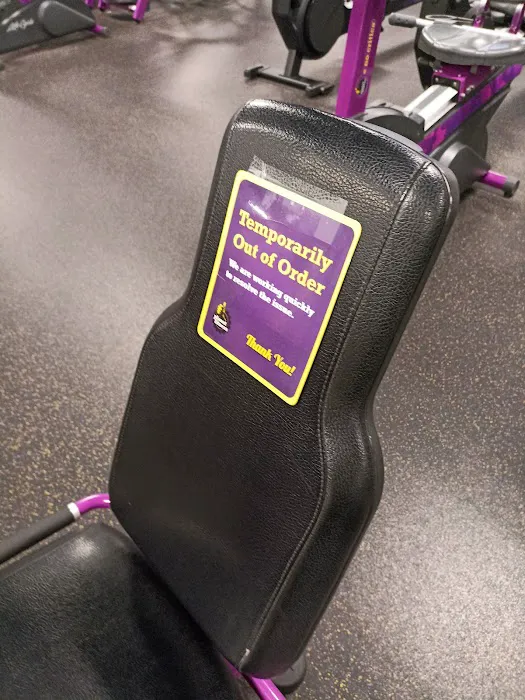 Temporarily
Out of Order
We are working quickly
to resolve the issue.
Thank You!